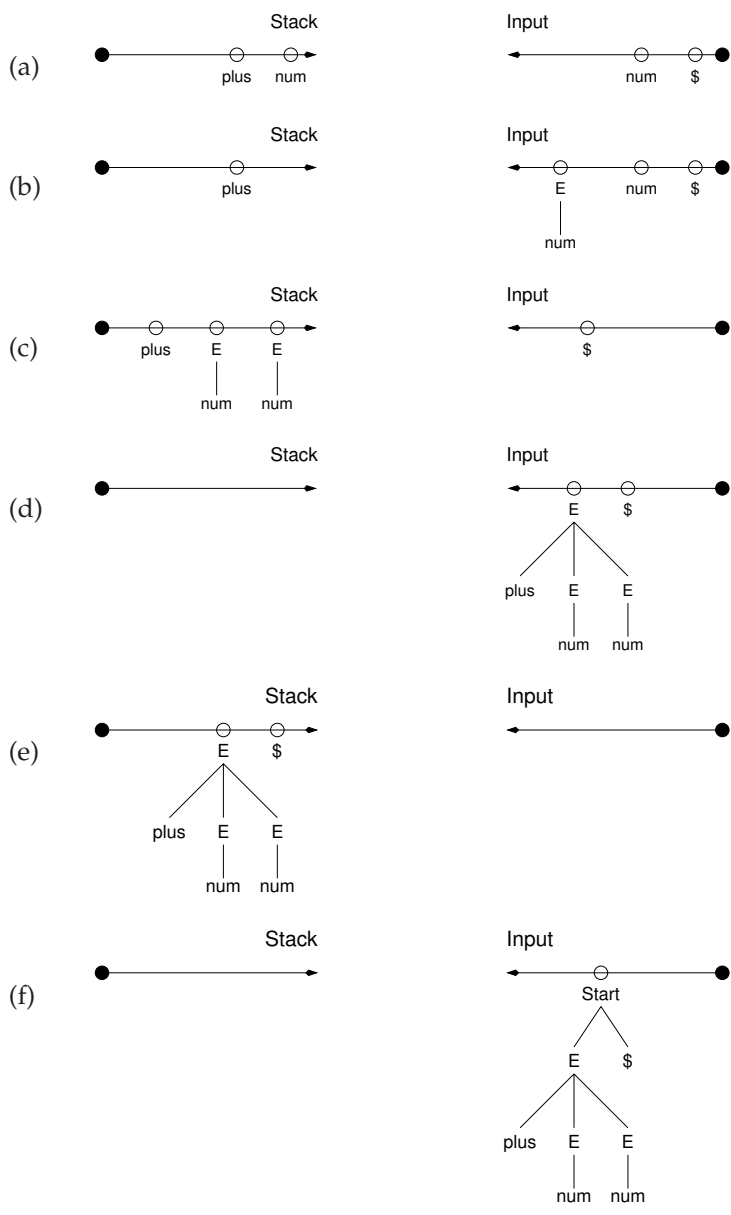 Stack Input
(a) plus num num $
Stack Input
(b) plus E num $
num
Stack Input
(c) plus E E $
num num
Stack Input
(d) E $
plus E E
num num
Stack Input
(e) E $
plus E E
num num
Stack Input
(f) Start
E $
plus E E
num num